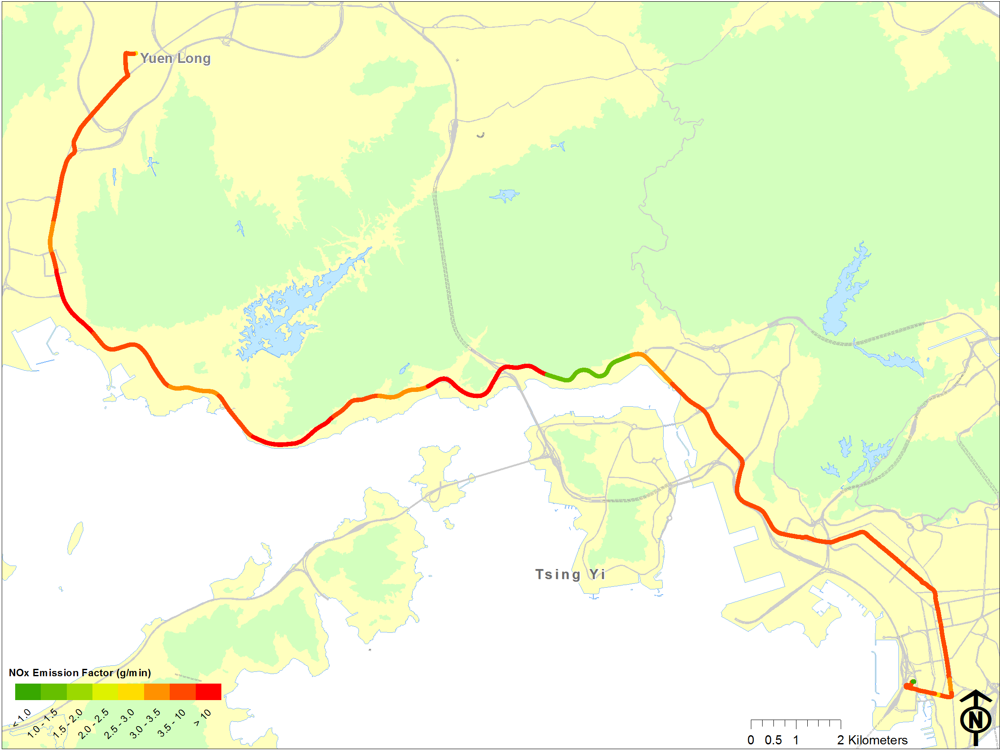 Yuen Long
Tsing Yi
NOx Emission Factor (g/min)
< 1.0
1.0 - 1.5
1.5 - 2.0
2.0 - 2.5
2.5 - 3.0
3.0 - 3.5
3.5 - 10
> 10
N
0 0.5 1 2 Kilometers